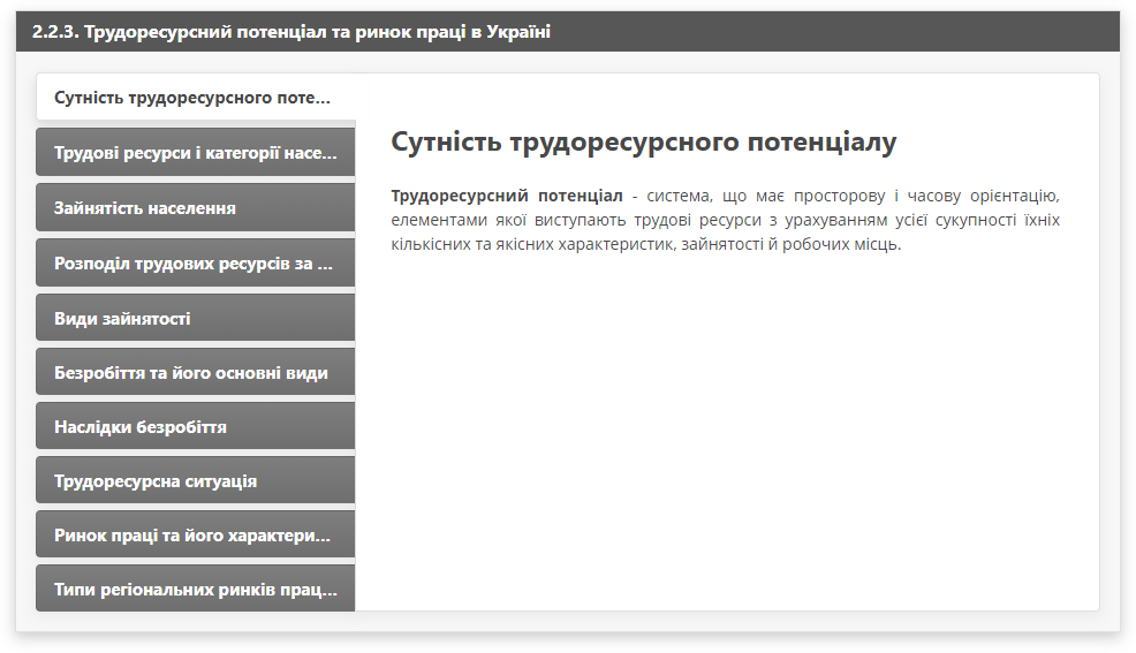 2.2.3. Трудоресурсний потенціал та ринок праці в Україні
Сутність трудоресурсного поте...
Трудові ресурси і категорії насе...
Зайнятість населення
Розподіл трудових ресурсів за ...
Види зайнятості
Безробіття та його основні види
Наслідки безробіття
Трудоресурсна ситуація
Ринок праці та його характери...
Типи регіональних ринків прац...
Сутність трудоресурсного потенціалу
Трудоресурсний потенціал - система, що має просторову і часову орієнтацію,
елементами якої виступають трудові ресурси з урахуванням усієї сукупності їхніх
кількісних та якісних характеристик, зайнятості й робочих місць.